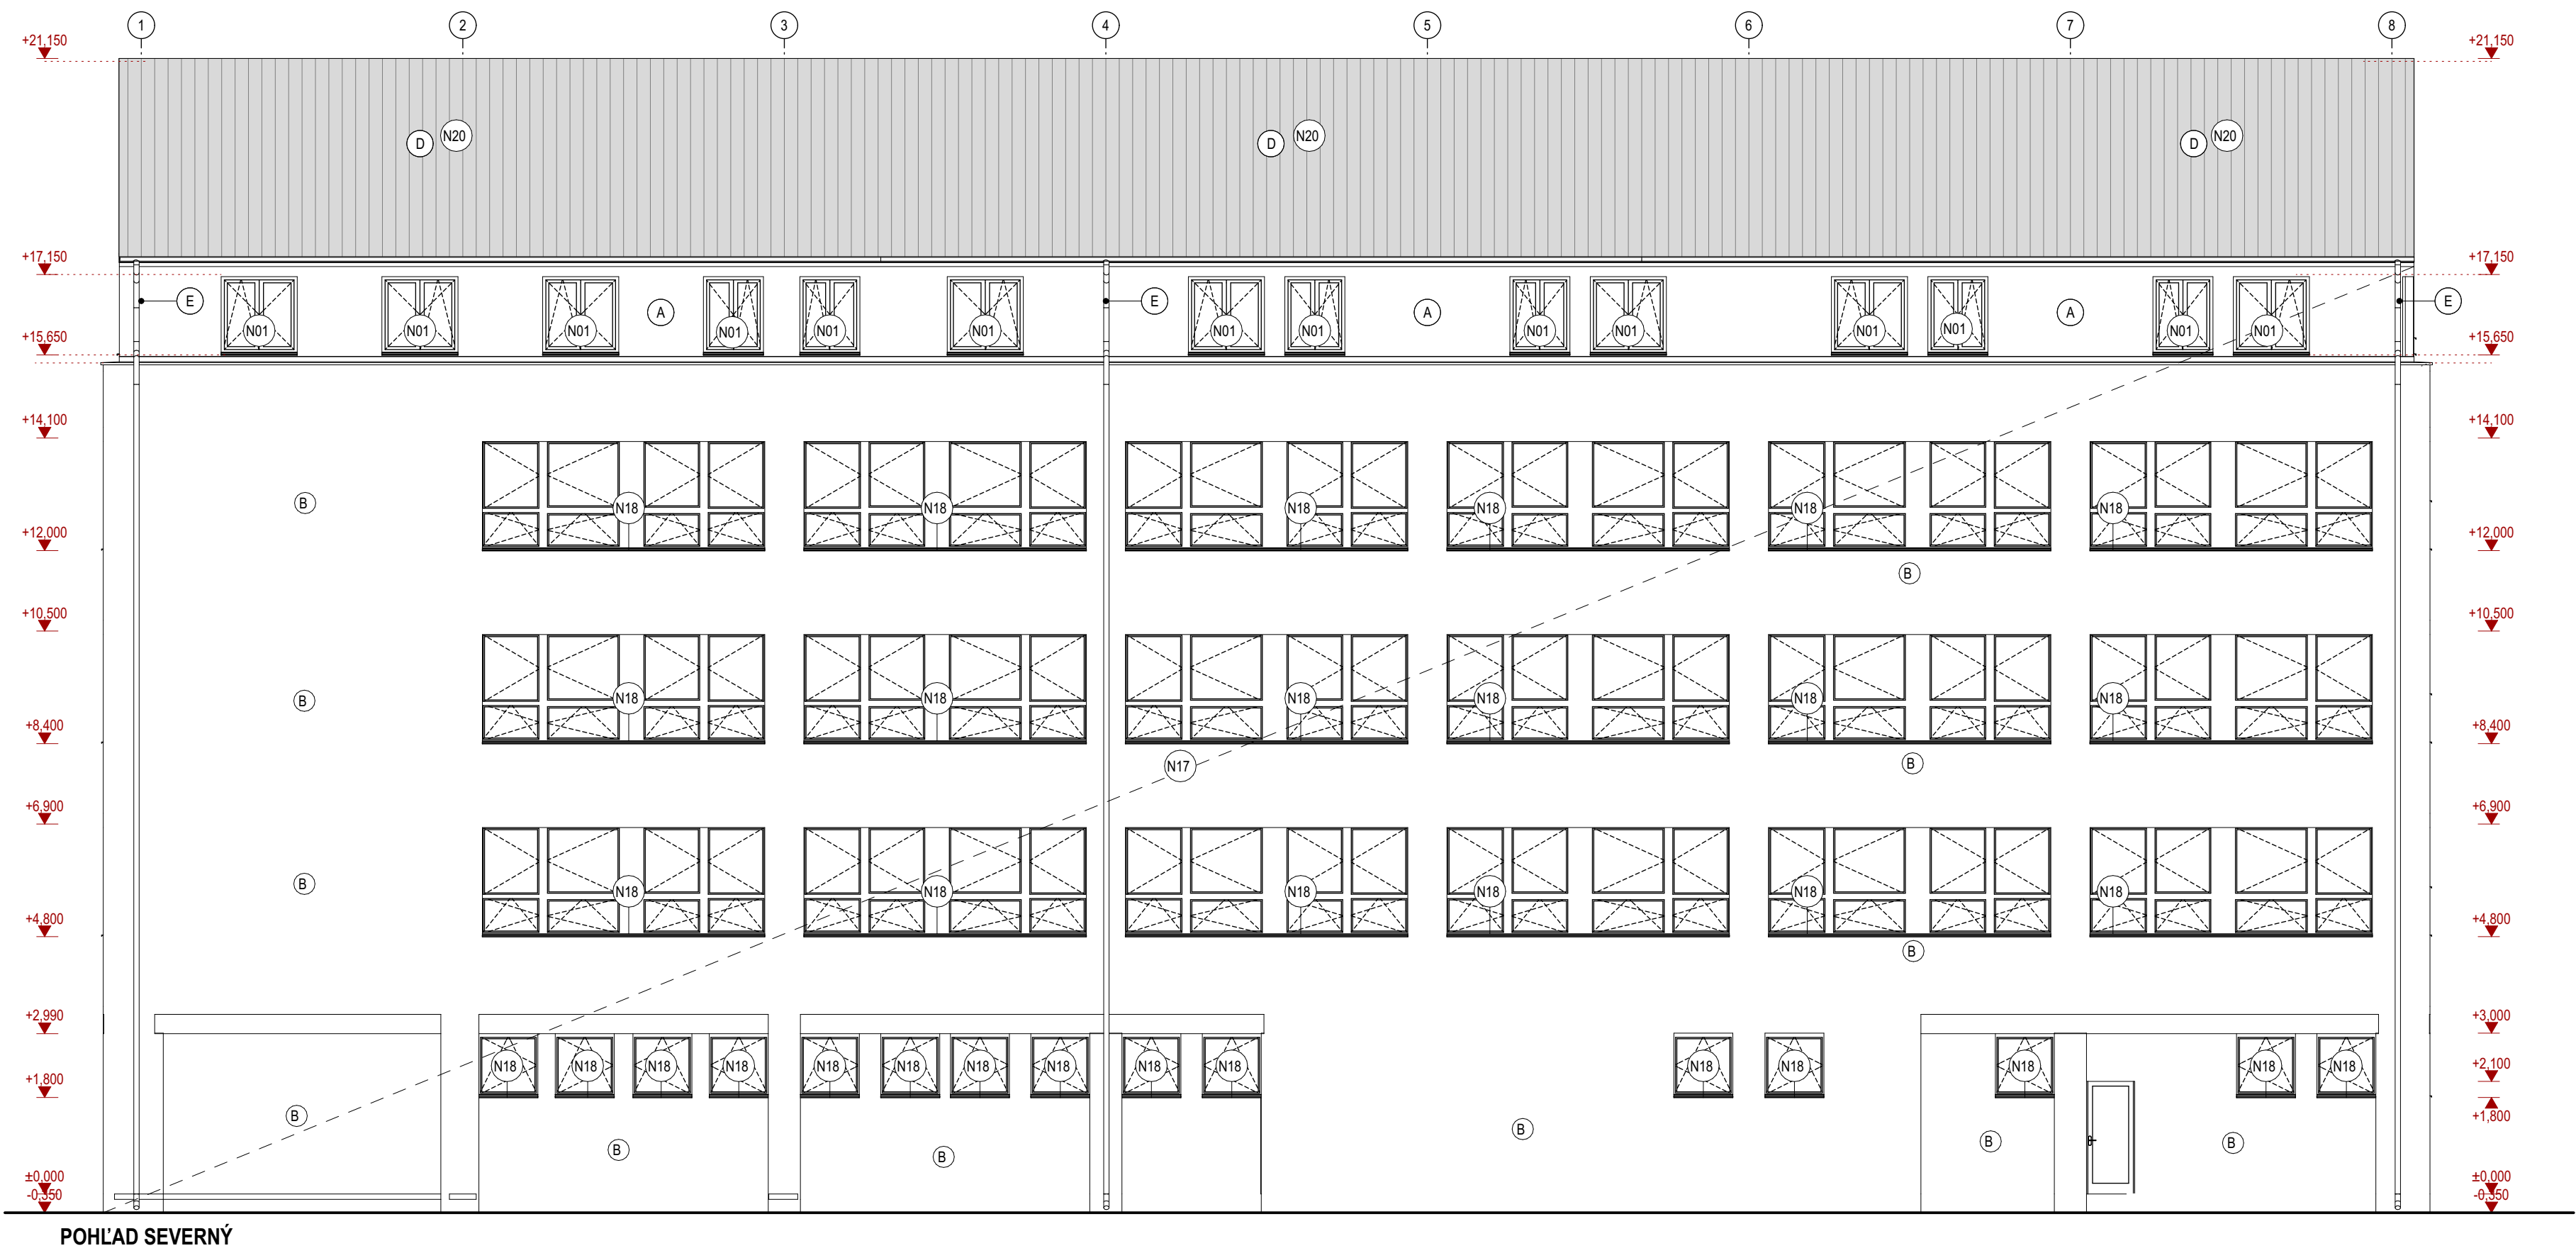 1 2 3 4 5 6 7 8
+21,150 +21,150
D N20 D N20 D N20
+17,150 +17,150
E E E
A A A
N01 N01 N01 N01 N01 N01 N01 N01 N01 N01 N01 N01 N01 N01
+15,650 +15,650
+14,100 +14,100
B N18 N18 N18 N18 N18 N18
+12,000 +12,000
B
+10,500 +10,500
B N18 N18 N18 N18 N18 N18
+8,400 +8,400
N17 B
+6,900 +6,900
B N18 N18 N18 N18 N18 N18
+4,800 +4,800
B
+2,990 +3,000
N18 N18 N18 N18 N18 N18 N18 N18 N18 N18 N18 N18 N18 N18 N18
+2,100
+1,800 +1,800
B B B B B B
±0,000 ±0,000
-0,350 -0,350
POHĽAD SEVERNÝ